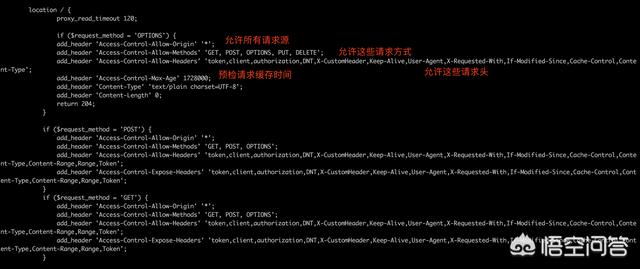 location / {
proxy_read_timeout 120;
if ($request_method = 'OPTIONS') {
add_header 'Access-Control-Allow-Origin' '*'; 允许所有请求源
add_header 'Access-Control-Allow-Methods' 'GET, POST, OPTIONS, PUT, DELETE'; 允许这些请求方式
add_header 'Access-Control-Allow-Headers' 'token,client,authorization,DNT,X-CustomHeader,Keep-Alive,User-Agent,X-Requested-With,If-Modified-Since,Cache-Control,Cont
ent-Type'; 允许这些请求头
add_header 'Access-Control-Max-Age' 1728000; 预检请求缓存时间
add_header 'Content-Type' 'text/plain charset=UTF-8';
add_header 'Content-Length' 0;
return 204;
}
if ($request_method = 'POST') {
add_header 'Access-Control-Allow-Origin' '*';
add_header 'Access-Control-Allow-Methods' 'GET, POST, OPTIONS';
add_header 'Access-Control-Allow-Headers' 'token,client,authorization,DNT,X-CustomHeader,Keep-Alive,User-Agent,X-Requested-With,If-Modified-Since,Cache-Control,Cont
ent-Type,Content-Range,Range,Token';
add_header 'Access-Control-Expose-Headers' 'token,client,authorization,DNT,X-CustomHeader,Keep-Alive,User-Agent,X-Requested-With,If-Modified-Since,Cache-Control,Con
tent-Type,Content-Range,Range,Token';
}
if ($request_method = 'GET') {
add_header 'Access-Control-Allow-Origin' '*';
add_header 'Access-Control-Allow-Methods' 'GET, POST, OPTIONS';
add_header 'Access-Control-Allow-Headers' 'token,client,authorization,DNT,X-CustomHeader,Keep-Alive,User-Agent,X-Requested-With,If-Modified-Since,Cache-Control,Cont
ent-Type,Content-Range,Range,Token';
add_header 'Access-Control-Expose-Headers' 'token,client,authorization,DNT,X-CustomHeader,Keep-Alive,User-Agent,X-Requested-With,If-Modified-Since,Cache-Control,Con
tent-Type,Content-Range,Range,Token';
}
悟空问答